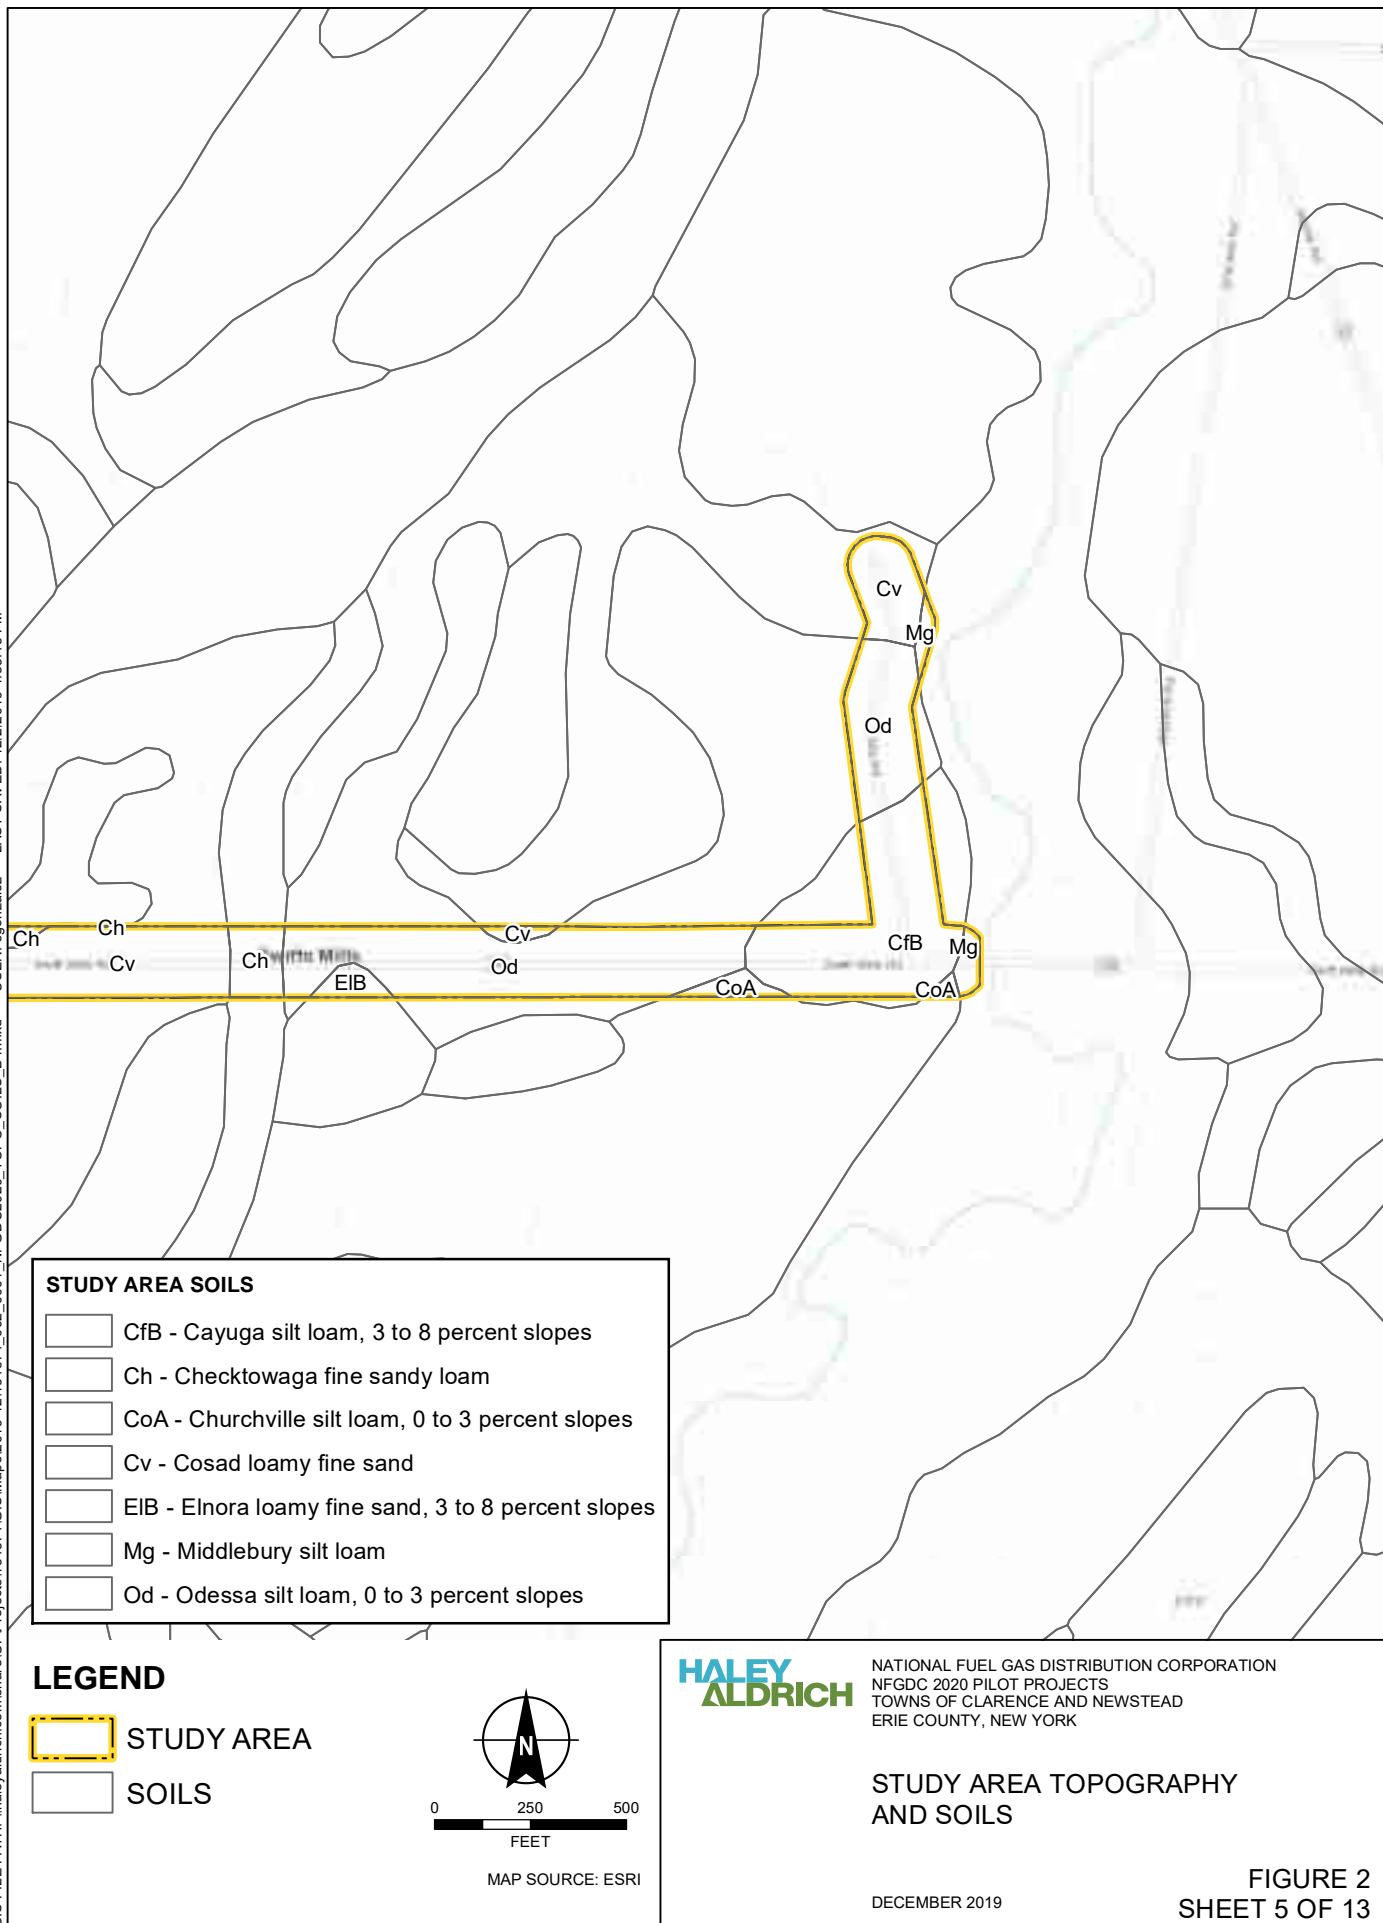 Cv
Mg
Od
Ch
Ch
Cv
Ch
Swifts Mills
ElB
Cv
Od
CoA
CfB
Mg
CoA
STUDY AREA SOILS
CfB - Cayuga silt loam, 3 to 8 percent slopes
Ch - Checktowaga fine sandy loam
CoA - Churchville silt loam, 0 to 3 percent slopes
Cv - Cosad loamy fine sand
ElB - Elnora loamy fine sand, 3 to 8 percent slopes
Mg - Middlebury silt loam
Od - Odessa silt loam, 0 to 3 percent slopes
LEGEND
STUDY AREA
SOILS
N
0 250 500
FEET
MAP SOURCE: ESRI
HALEY
ALDRICH
NATIONAL FUEL GAS DISTRIBUTION CORPORATION
NFGDC 2020 PILOT PROJECTS
TOWNS OF CLARENCE AND NEWSTEAD
ERIE COUNTY, NEW YORK
STUDY AREA TOPOGRAPHY
AND SOILS
DECEMBER 2019
FIGURE 2
SHEET 5 OF 13